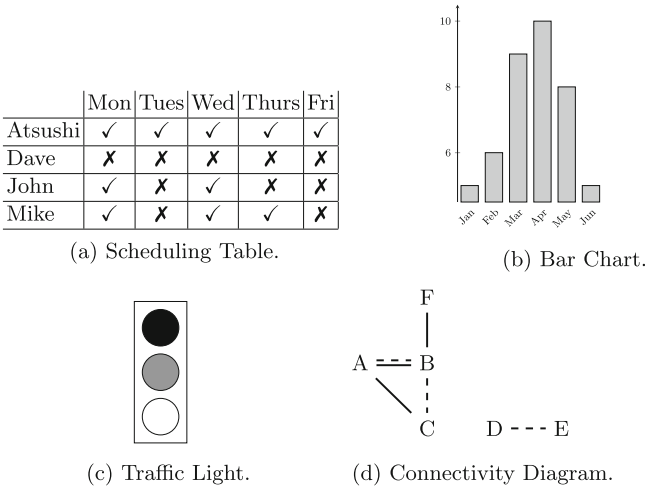 Mon Tues Wed Thurs Fri
Atsushi ✓ ✓ ✓ ✓ ✓
Dave ✗ ✗ ✗ ✗ ✗
John ✓ ✗ ✓ ✗ ✗
Mike ✓ ✗ ✓ ✓ ✗
(a) Scheduling Table.
10
8
6
Jan Feb Mar Apr May Jun
(b) Bar Chart.
(c) Traffic Light.
F
A B
C D E
(d) Connectivity Diagram.